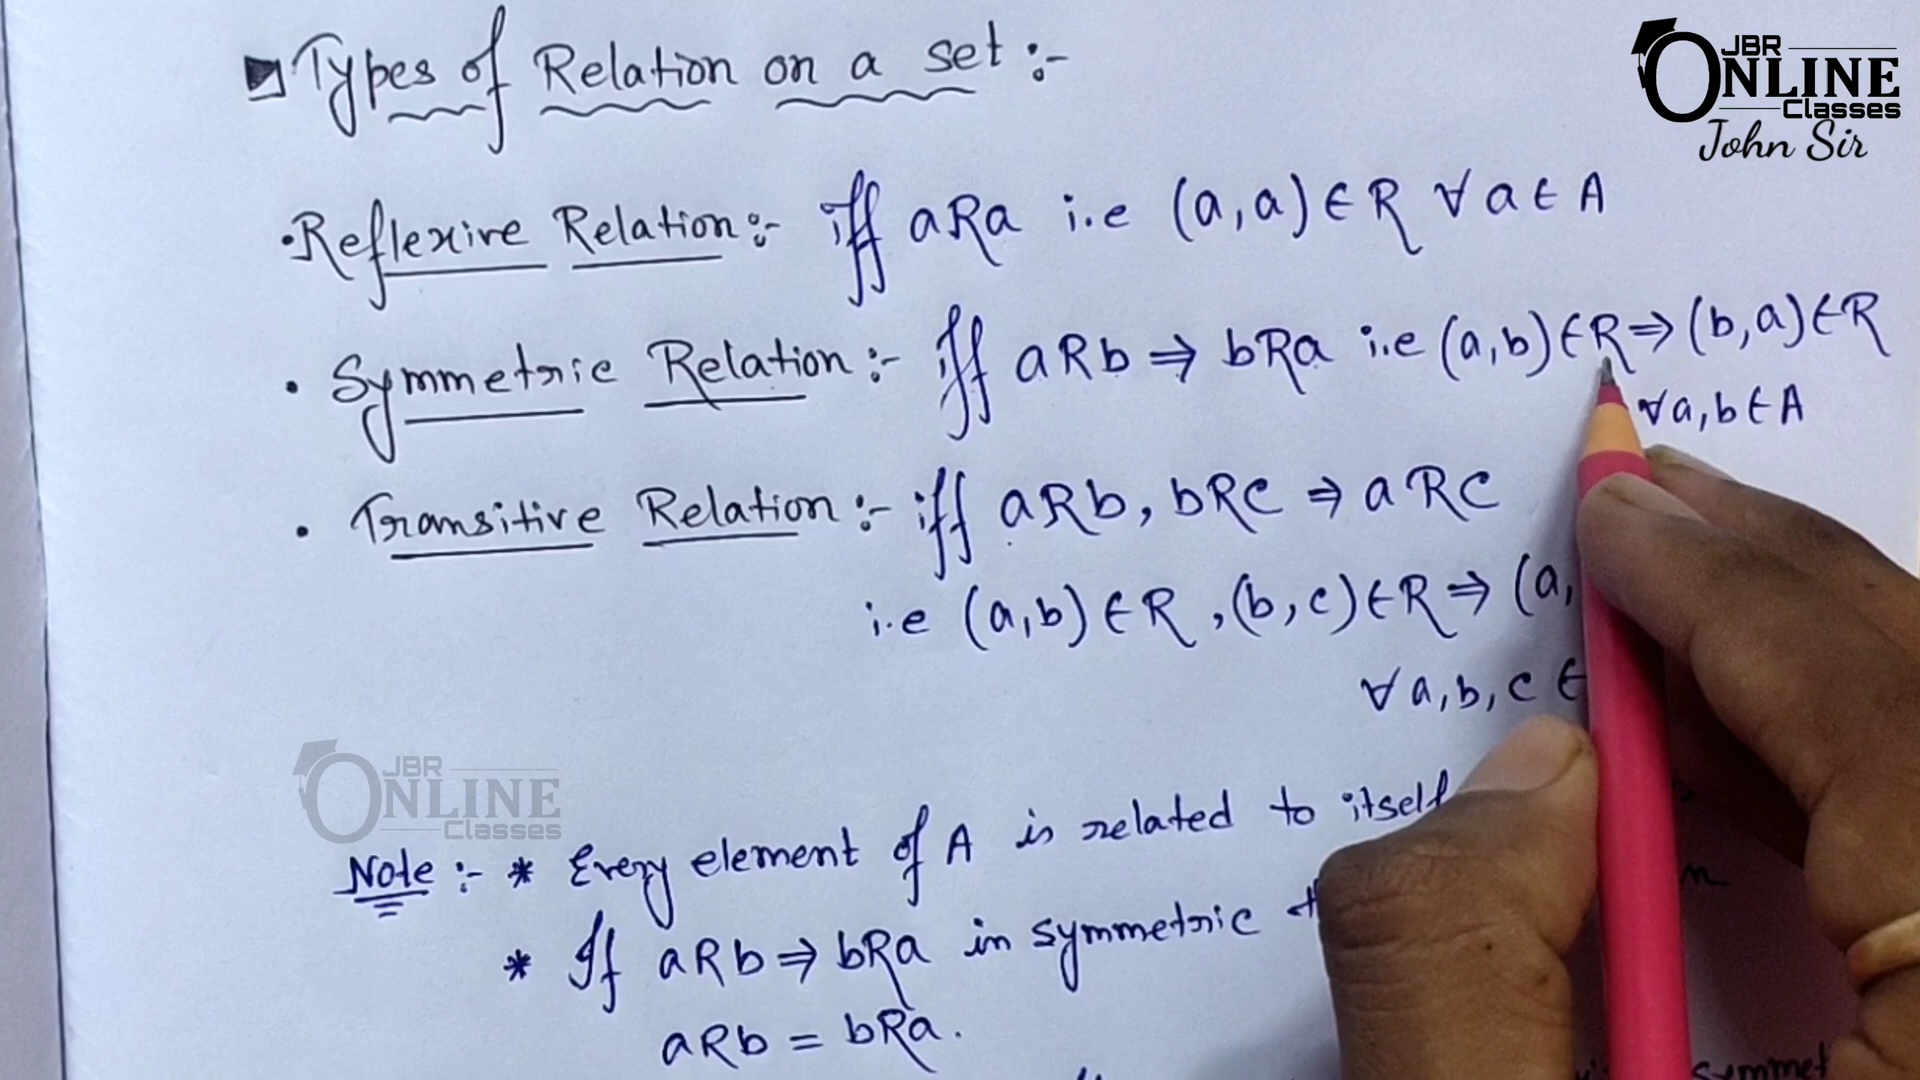 JBR
ONLINE
Classes
John Sir
Types of Relation on a set :-
• Reflexive Relation :- iff aRa i.e (a,a) ∈ R ∀ a ∈ A
• Symmetric Relation :- Iff aRb ⇒ bRa i.e (a,b) ∈ R ⇒ (b,a) ∈ R
∀ a,b ∈ A
• Transitive Relation :- iff aRb, bRc ⇒ aRc
i.e (a,b) ∈ R , (b,c) ∈ R ⇒ (a,
∀ a,b,c ∈
JBR
ONLINE
Classes
Note :- * Every element of A is related to itself
* If aRb ⇒ bRa in symmetric
aRb = bRa.